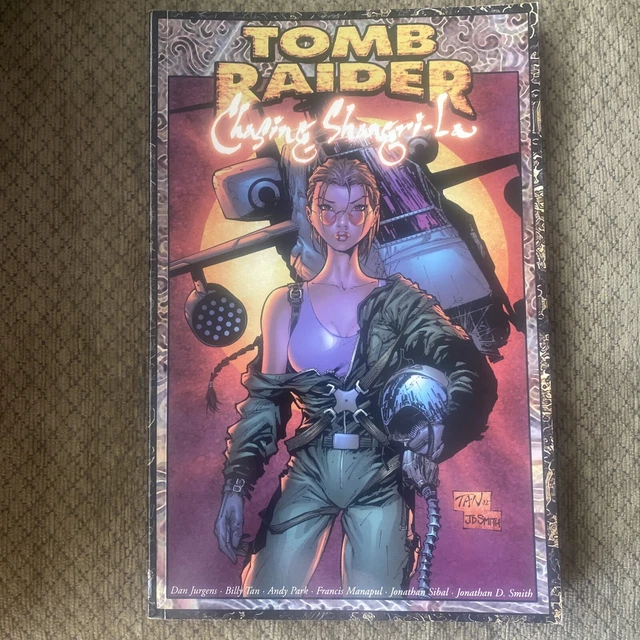 TOMB
RAIDER
Chasing Shangri-La
TAN 02
JD SMITH
Dan Jurgens · Billy Tan · Andy Park · Francis Manapul · Jonathan Sibal · Jonathan D. Smith